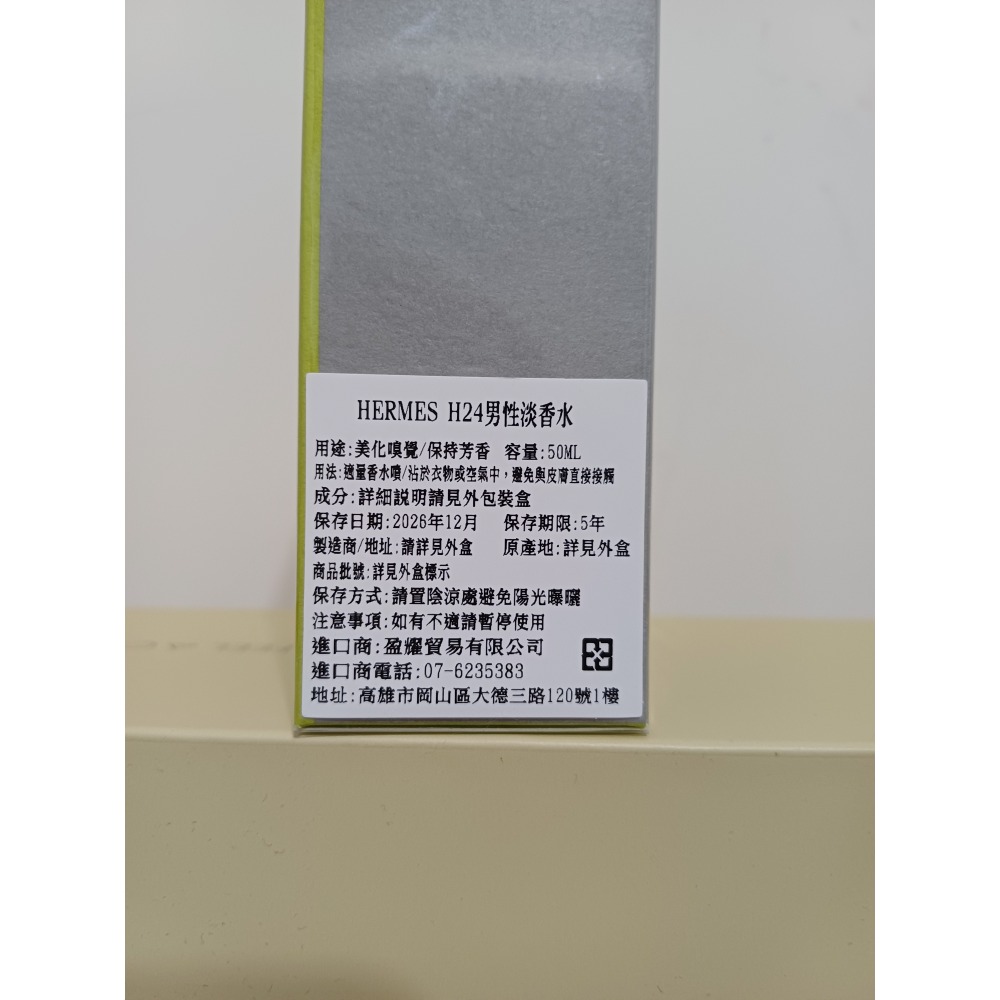 HERMES H24男性淡香水
用途:美化嗅覺/保持芳香 容量:50ML
用法:適量香水噴/沾於衣物或空氣中，避免與皮膚直接接觸
成分:詳細説明請見外包裝盒
保存日期:2026年12月 保存期限:5年
製造商/地址:請詳見外盒 原產地:詳見外盒
商品批號:詳見外盒標示
保存方式:請置陰涼處避免陽光曝曬
注意事項:如有不適請暫停使用
進口商:盈燿貿易有限公司
進口商電話:07-6235383
地址:高雄市岡山區大德三路120號1樓